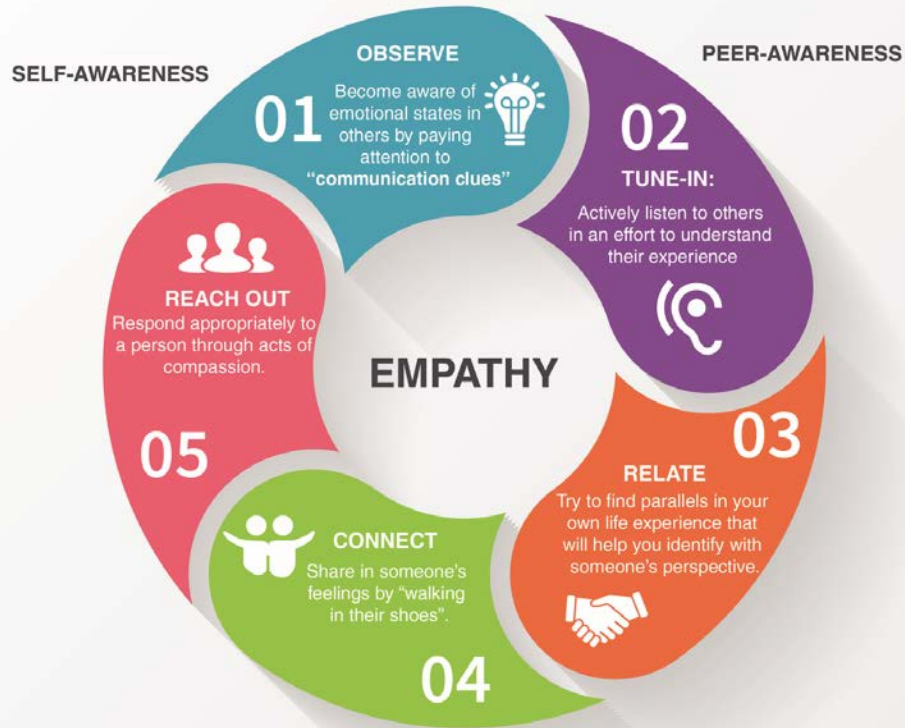 SELF-AWARENESS
PEER-AWARENESS
OBSERVE
01
Become aware of
emotional states in
others by paying
attention to
"communication clues"
02
TUNE-IN:
Actively listen to others
in an effort to understand
their experience
EMPATHY
03
RELATE
Try to find parallels in your
own life experience that
will help you identify with
someone's perspective.
CONNECT
Share in someone's
feelings by "walking
in their shoes".
04
REACH OUT
Respond appropriately to
a person through acts of
compassion.
05